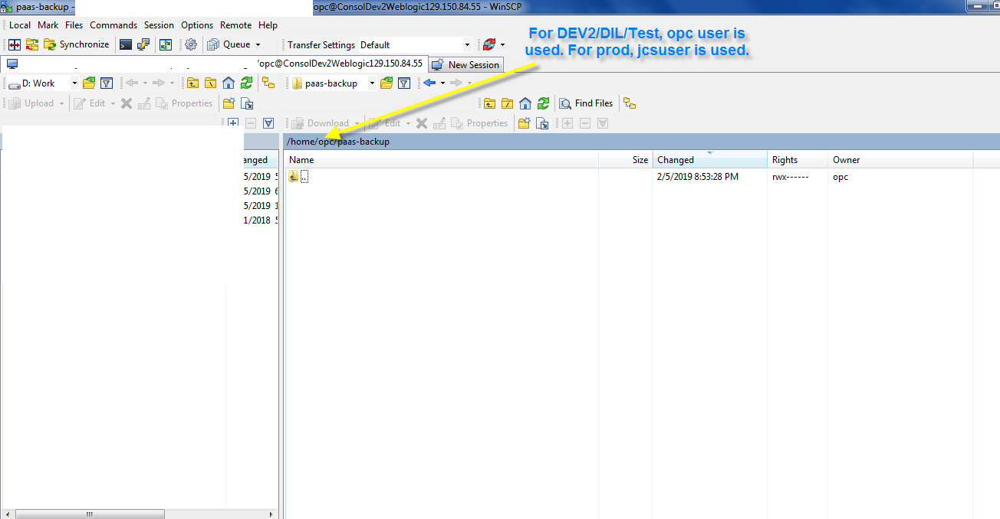 paas-backup -
opc@ConsolDev2Weblogic129.150.84.55 - WinSCP
Local Mark Files Commands Session Options Remote Help
Synchronize Queue Transfer Settings Default
For DEV2/DIL/Test, opc user is
used. For prod, jcsuser is used.
/opc@ConsolDev2Weblogic129.150.84.55 New Session
D: Work paas-backup
Upload Edit Properties Find Files
Download Edit Properties
/home/opc/paas-backup
anged Name Size Changed Rights Owner
5/2019 5 .. 2/5/2019 8:53:28 PM rwx------ opc
5/2019 6
5/2019 1
1/2018 5